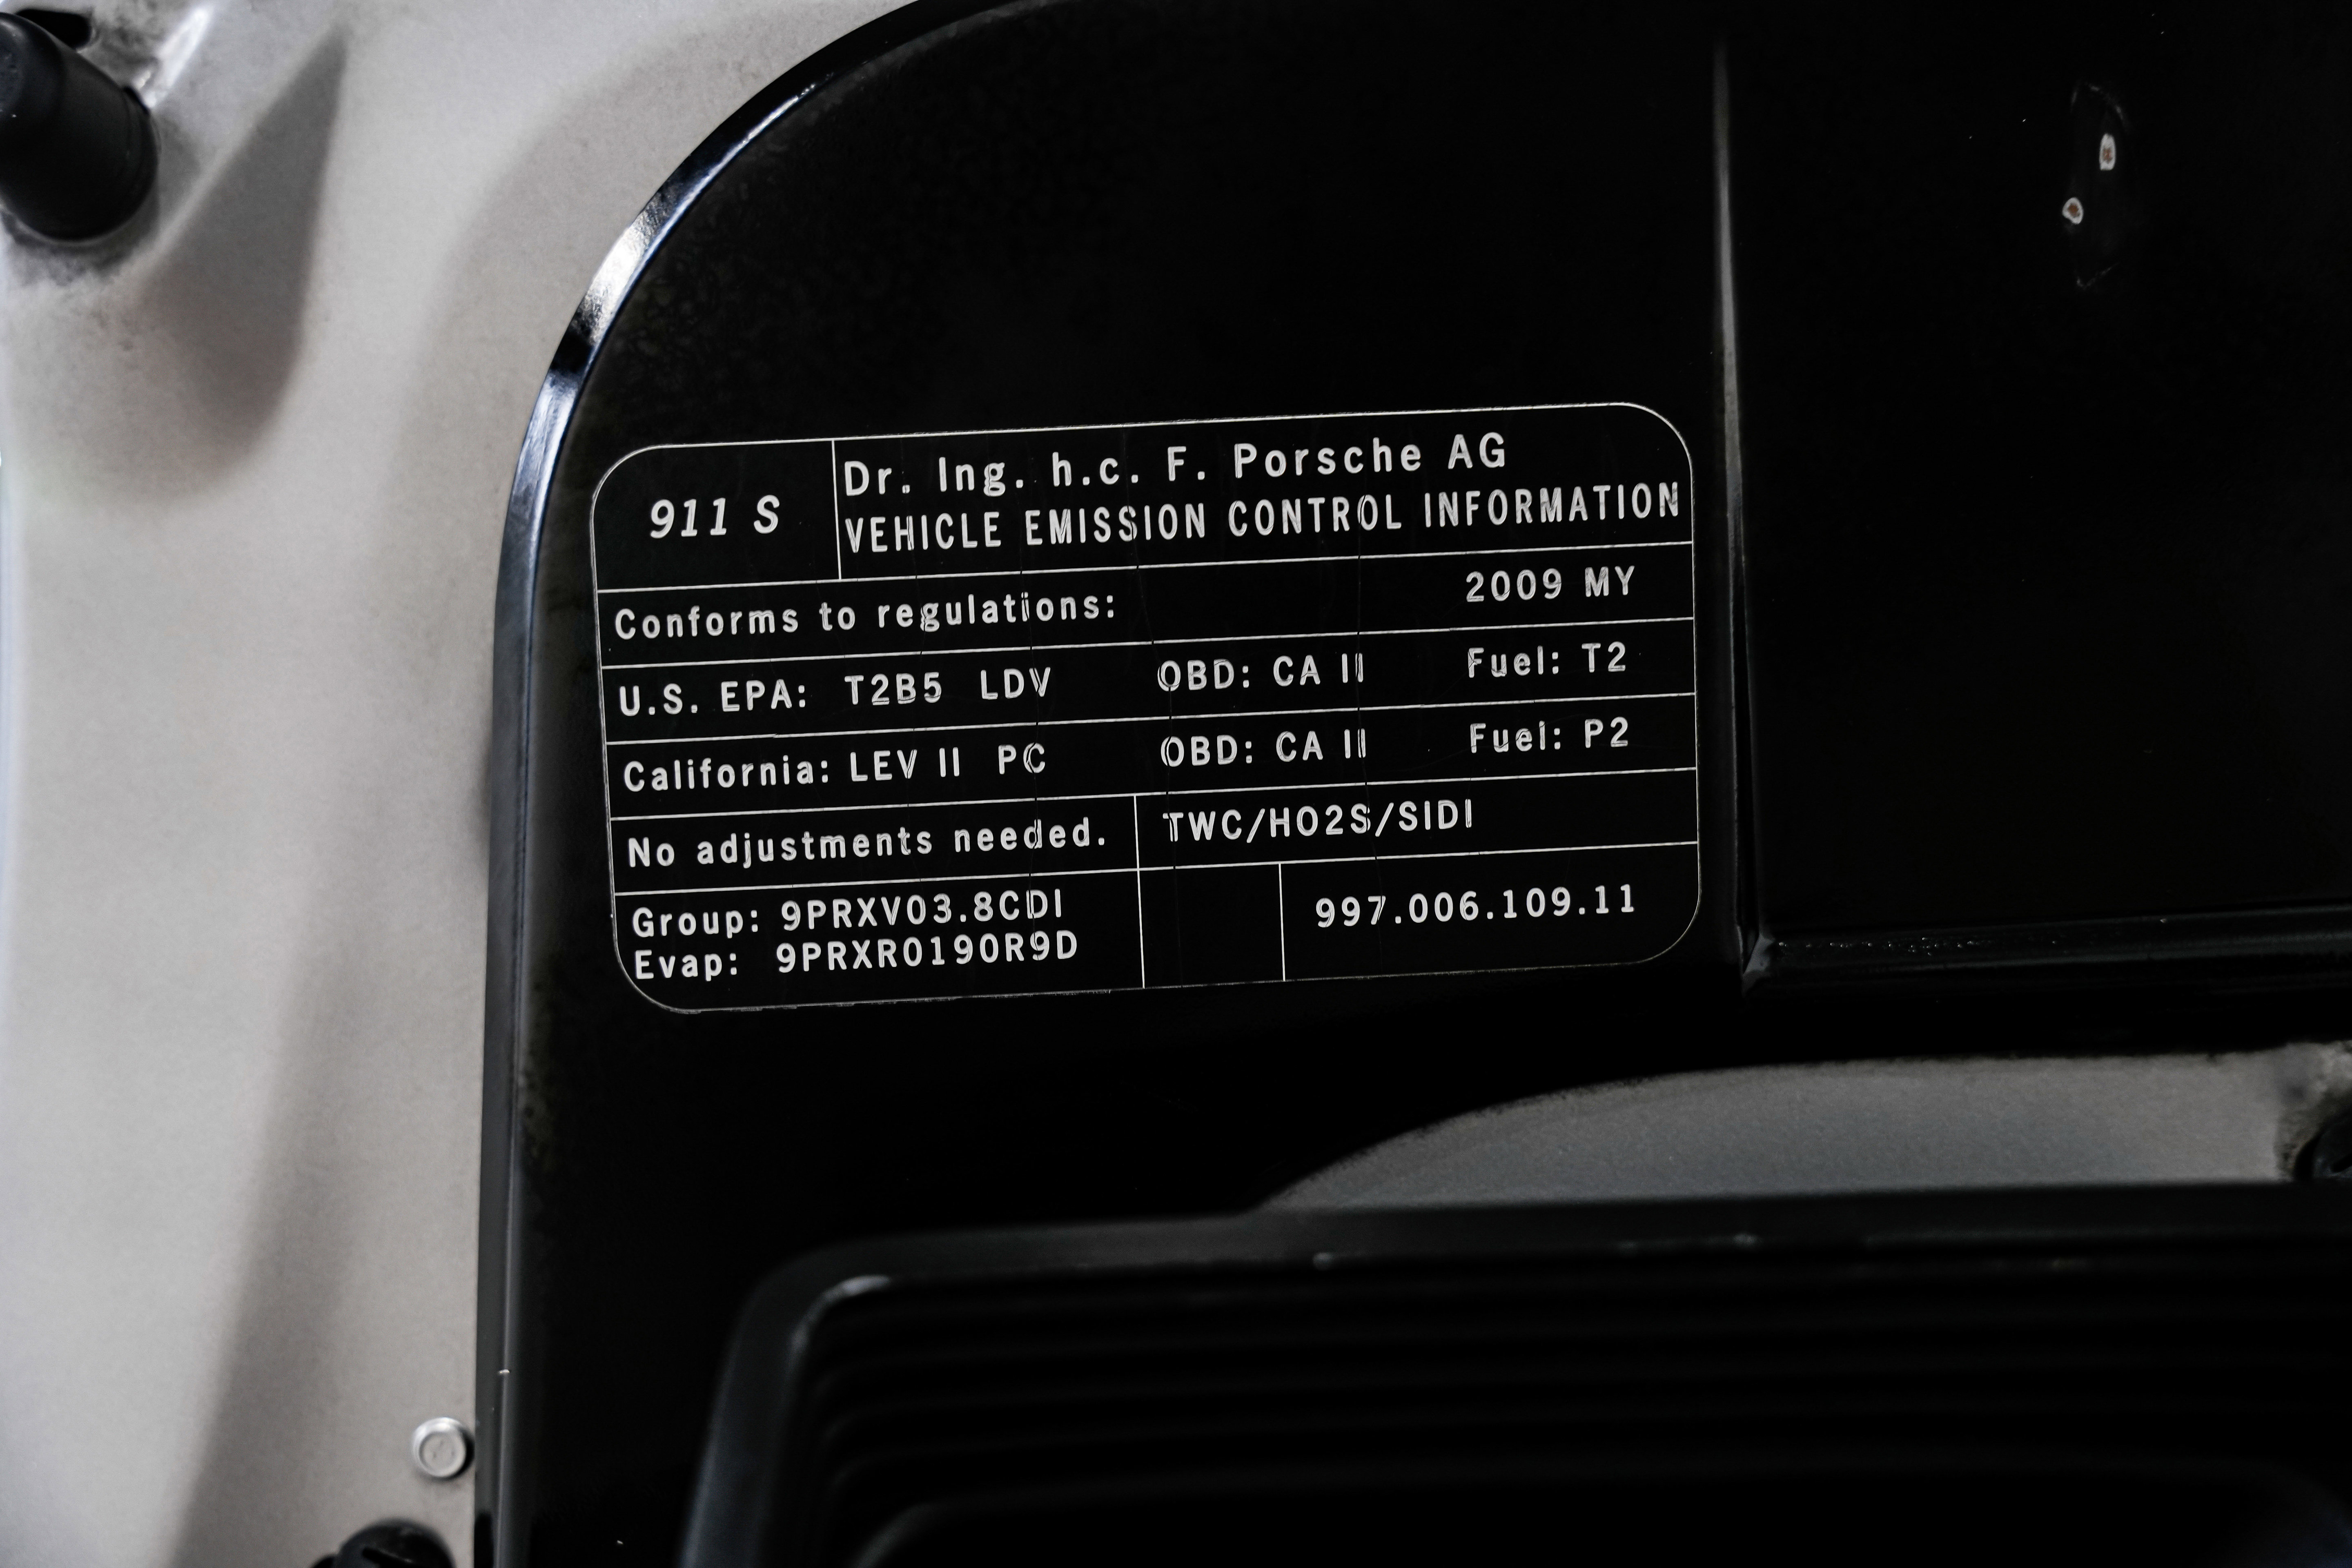 911 S
Dr. Ing. h.c. F. Porsche AG
VEHICLE EMISSION CONTROL INFORMATION
Conforms to regulations: 2009 MY
U.S. EPA: T2B5 LDV OBD: CA II Fuel: T2
California: LEV II PC OBD: CA II Fuel: P2
No adjustments needed. TWC/HO2S/SIDI
Group: 9PRXV03.8CDI
Evap: 9PRXR0190R9D
997.006.109.11